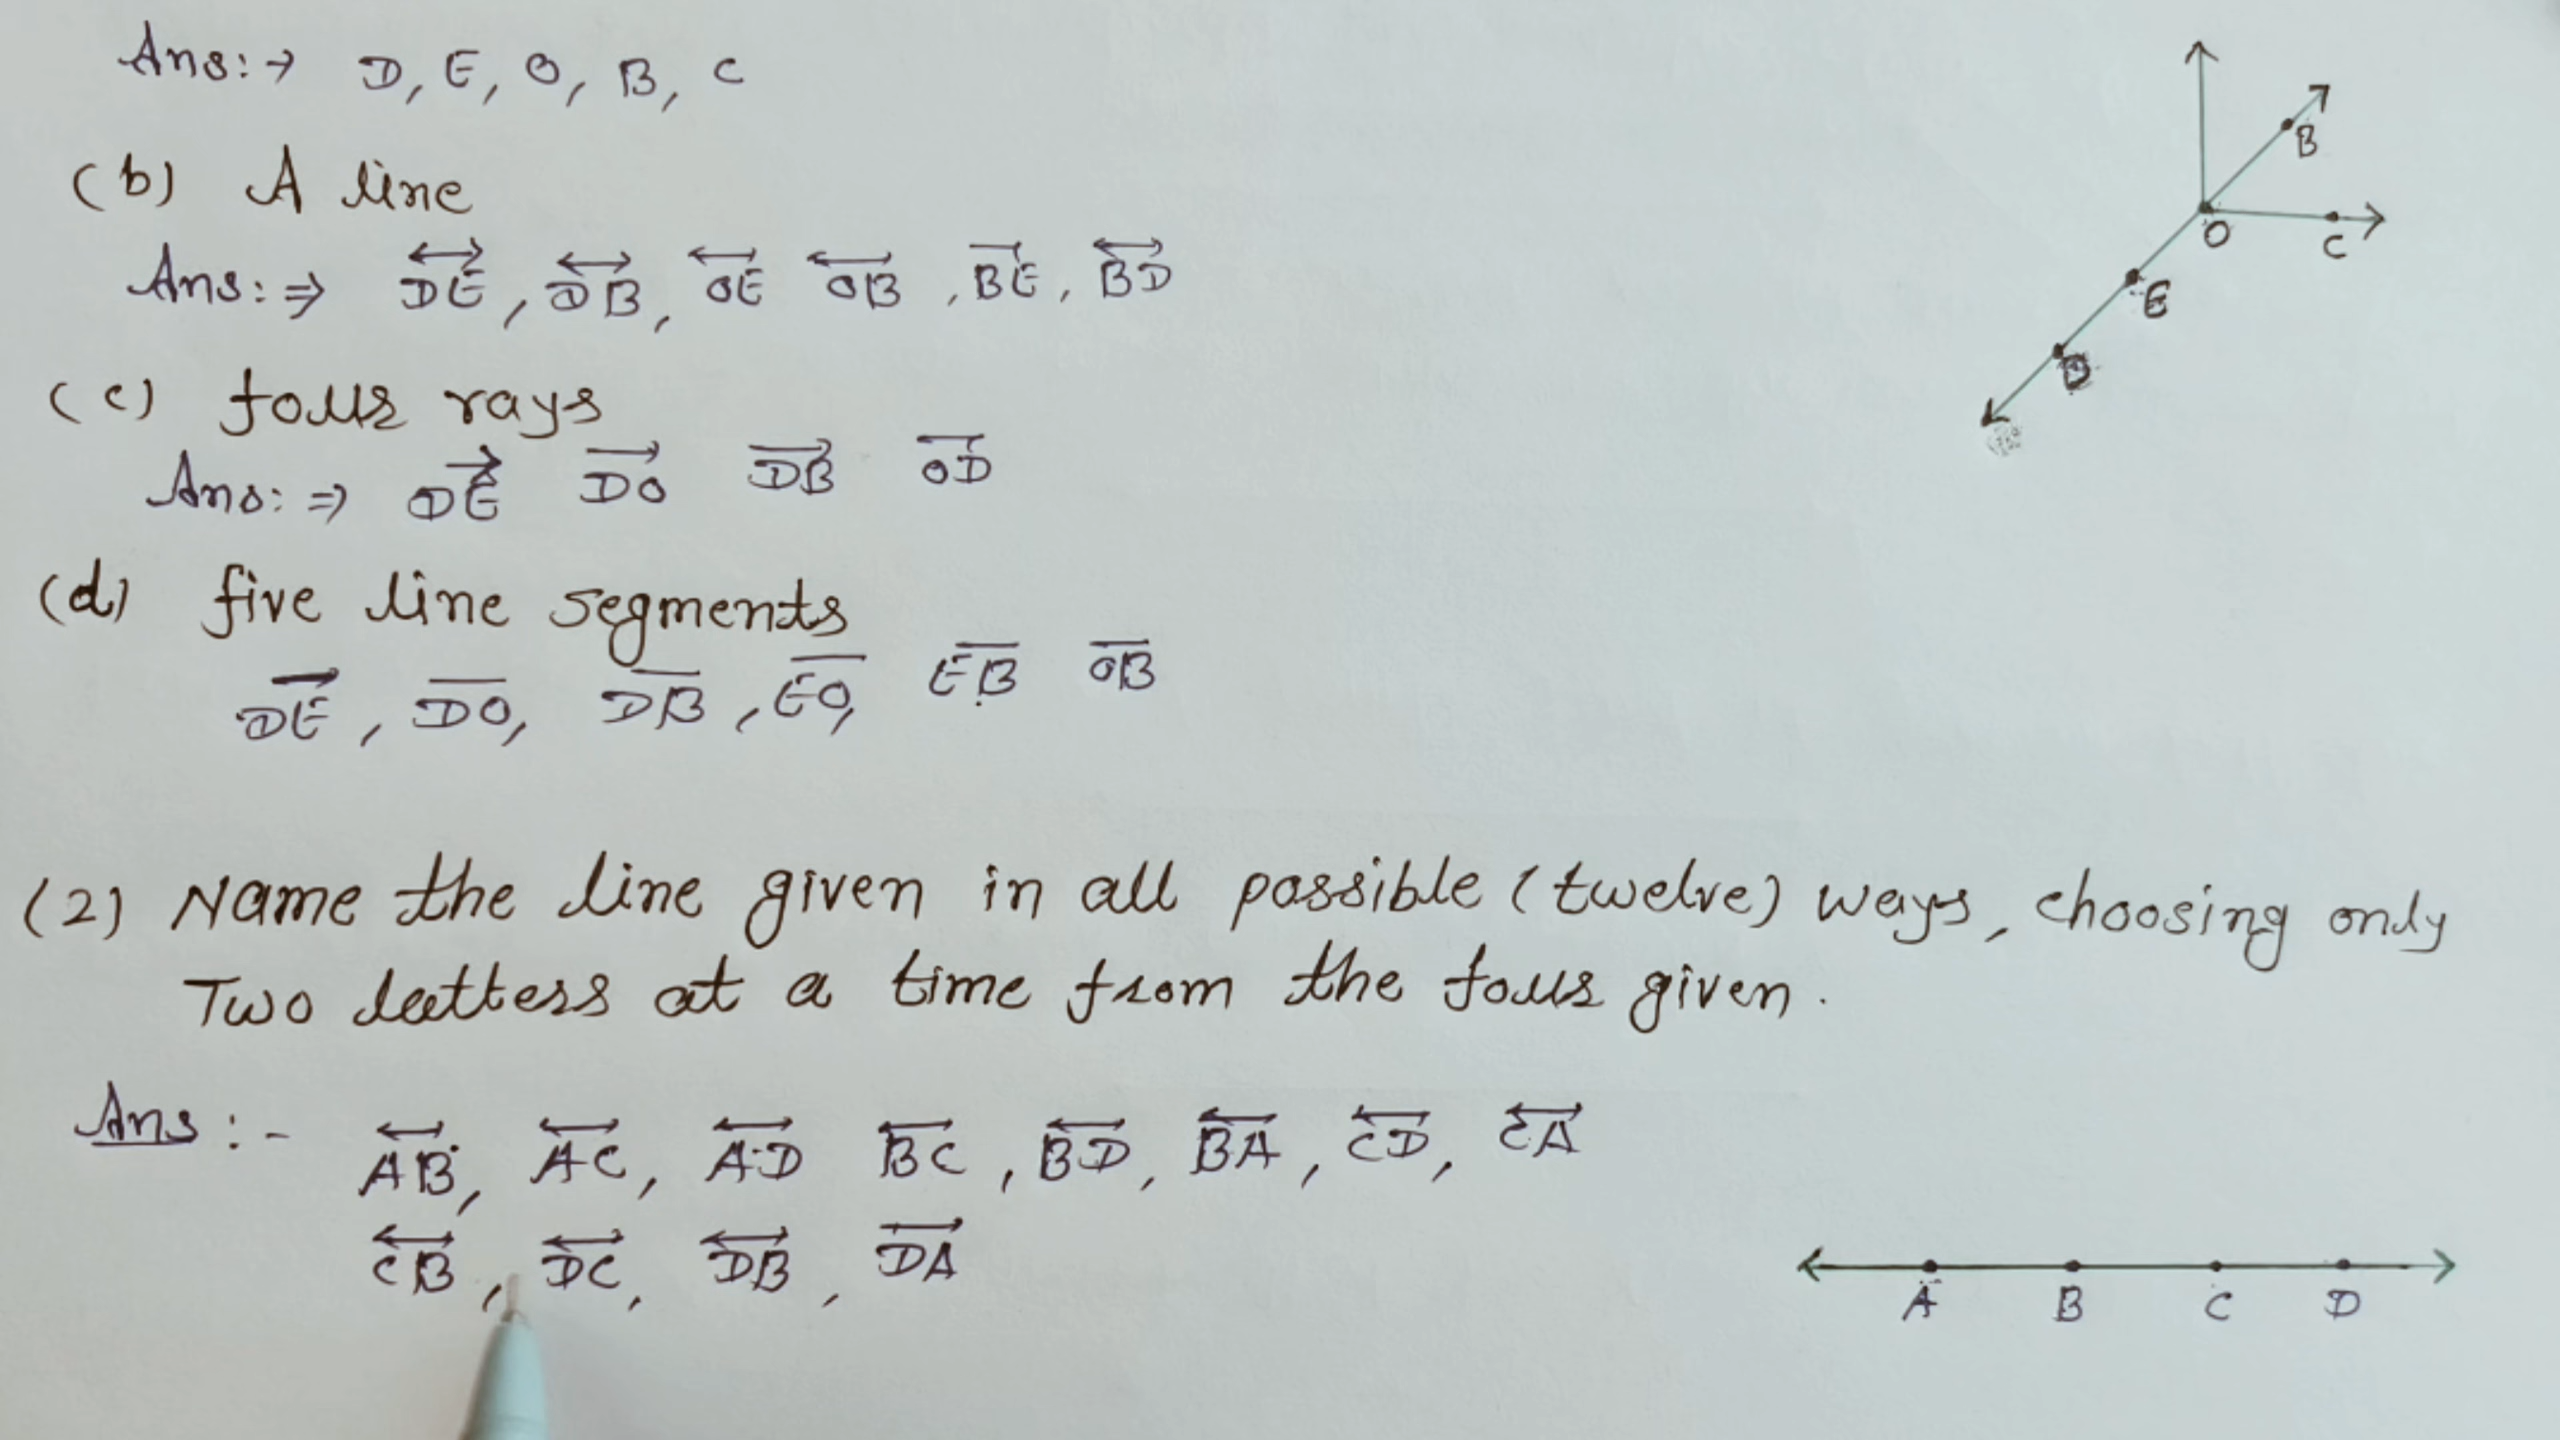 Ans:→ D, E, O, B, C
(b) A line
Ans:⇒ DE, DB, OE OB, BE, BD
(c) four rays
Ans:⇒ DE DO DB OD
(d) five line segments
DE, DO, DB, EO, EB OB
(2) Name the line given in all possible (twelve) ways, choosing only
Two letters at a time from the four given.
Ans:- AB, AC, AD BC, BD, BA, CD, CA
CB, DC, DB, DA
B
O
C
E
D
A B C D